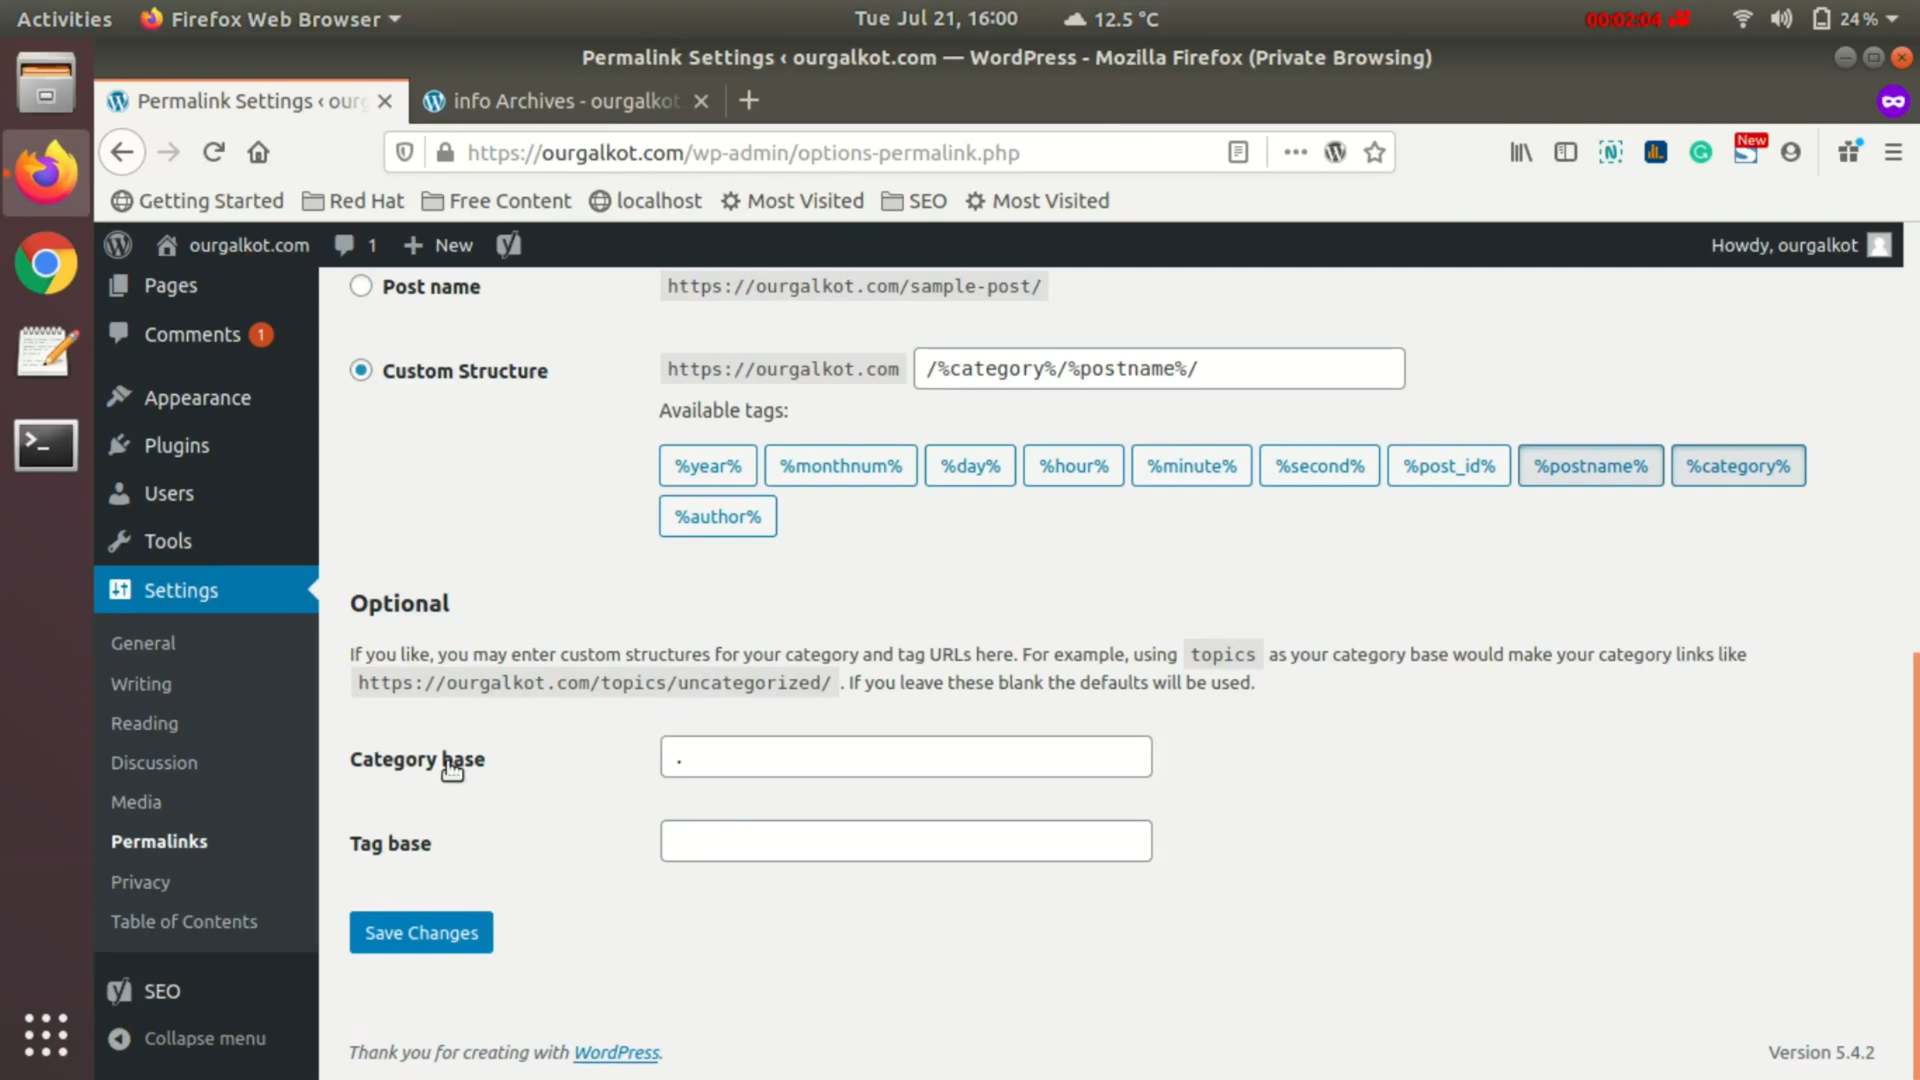 Activities Firefox Web Browser Tue Jul 21, 16:00 12.5 °C 00:02:04 24 %
Permalink Settings ‹ ourgalkot.com — WordPress - Mozilla Firefox (Private Browsing)
Permalink Settings ‹ ourg info Archives - ourgalkot
https://ourgalkot.com/wp-admin/options-permalink.php New
Getting Started Red Hat Free Content localhost Most Visited SEO Most Visited
ourgalkot.com 1 New Howdy, ourgalkot
Pages
Comments 1
Appearance
Plugins
Users
Tools
Settings
General
Writing
Reading
Discussion
Media
Permalinks
Privacy
Table of Contents
SEO
Collapse menu
Post name https://ourgalkot.com/sample-post/
Custom Structure https://ourgalkot.com /%category%/%postname%/
Available tags:
%year% %monthnum% %day% %hour% %minute% %second% %post_id% %postname% %category%
%author%
Optional
If you like, you may enter custom structures for your category and tag URLs here. For example, using topics as your category base would make your category links like
https://ourgalkot.com/topics/uncategorized/ . If you leave these blank the defaults will be used.
Category base .
Tag base
Save Changes
Thank you for creating with WordPress. Version 5.4.2